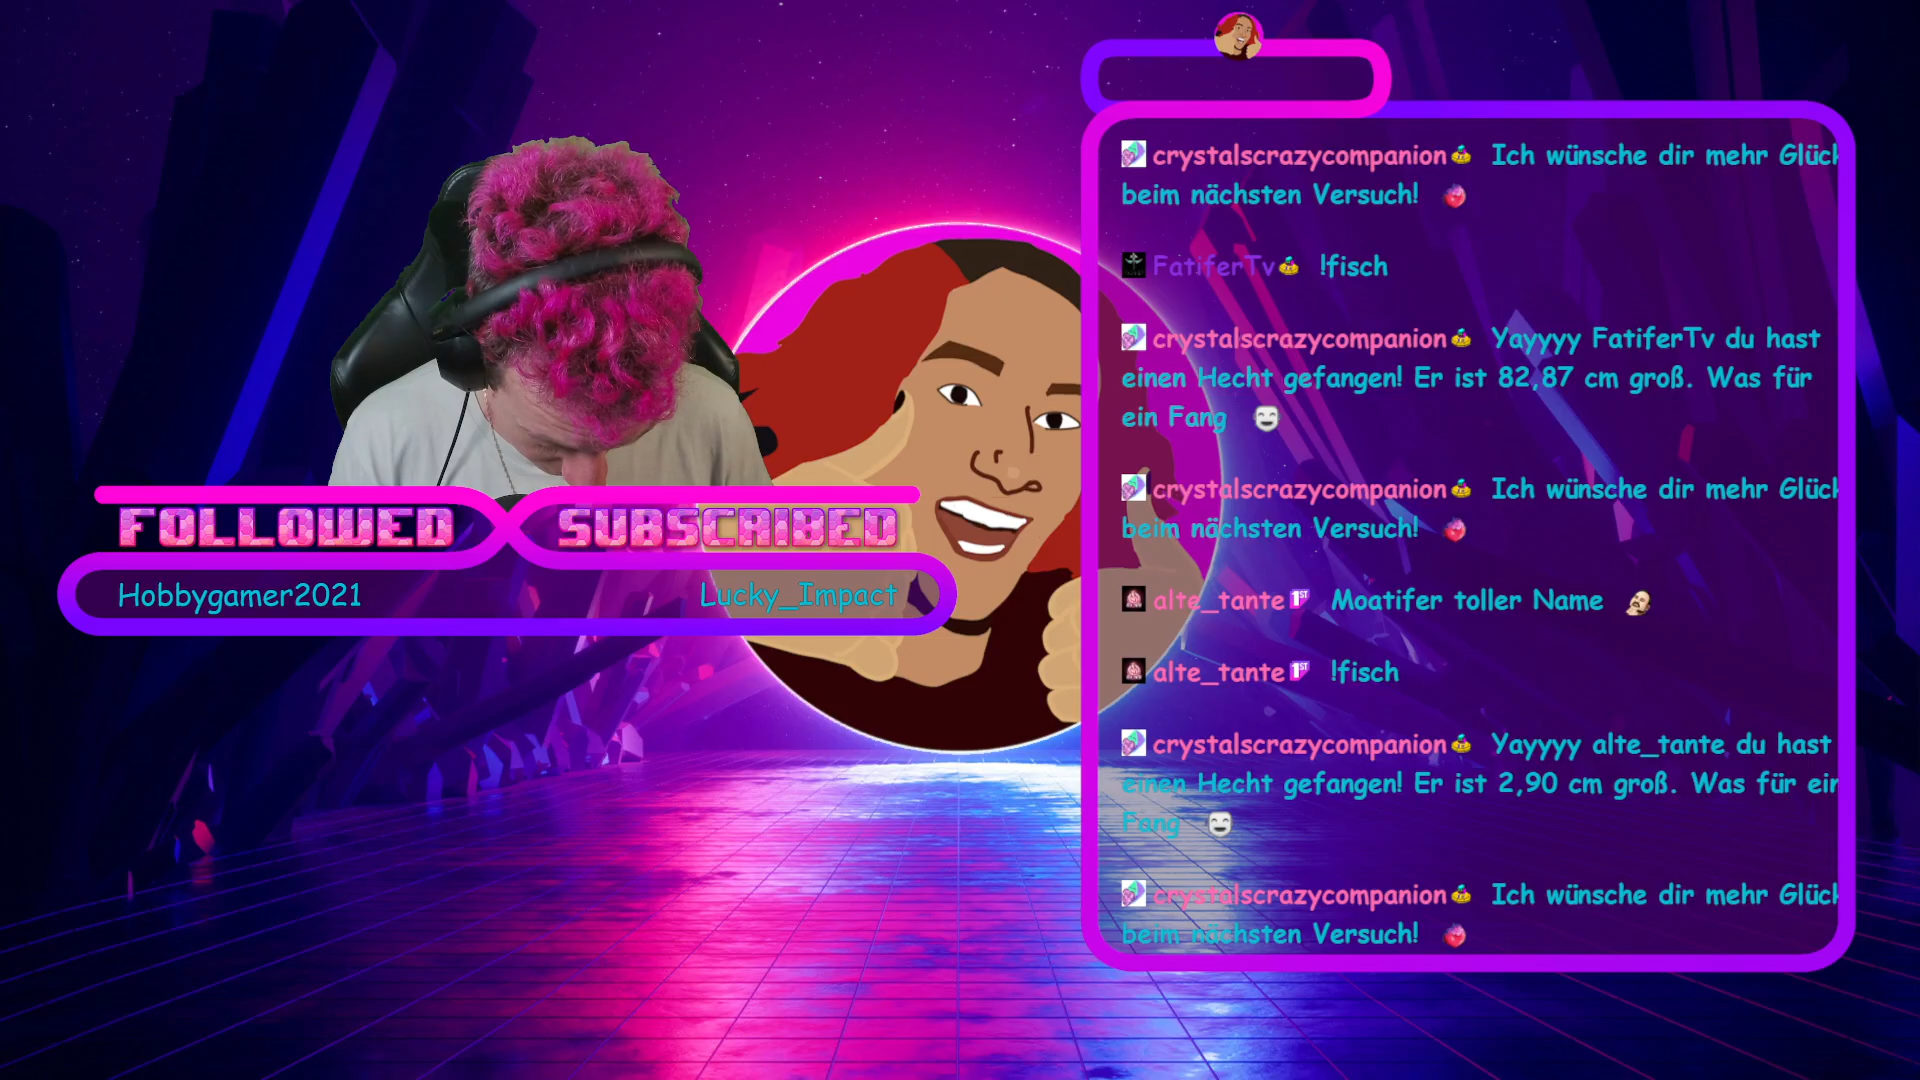 crystalscrazycompanion Ich wünsche dir mehr Glück
beim nächsten Versuch!
FatiferTv !fisch
crystalscrazycompanion Yayyyy FatiferTv du hast
einen Hecht gefangen! Er ist 82,87 cm groß. Was für
ein Fang
crystalscrazycompanion Ich wünsche dir mehr Glück
beim nächsten Versuch!
alte_tante 1ST Moatifer toller Name
alte_tante 1ST !fisch
crystalscrazycompanion Yayyyy alte_tante du hast
einen Hecht gefangen! Er ist 2,90 cm groß. Was für ein
Fang
crystalscrazycompanion Ich wünsche dir mehr Glück
beim nächsten Versuch!
FOLLOWED SUBSCRIBED
Hobbygamer2021 Lucky_Impact